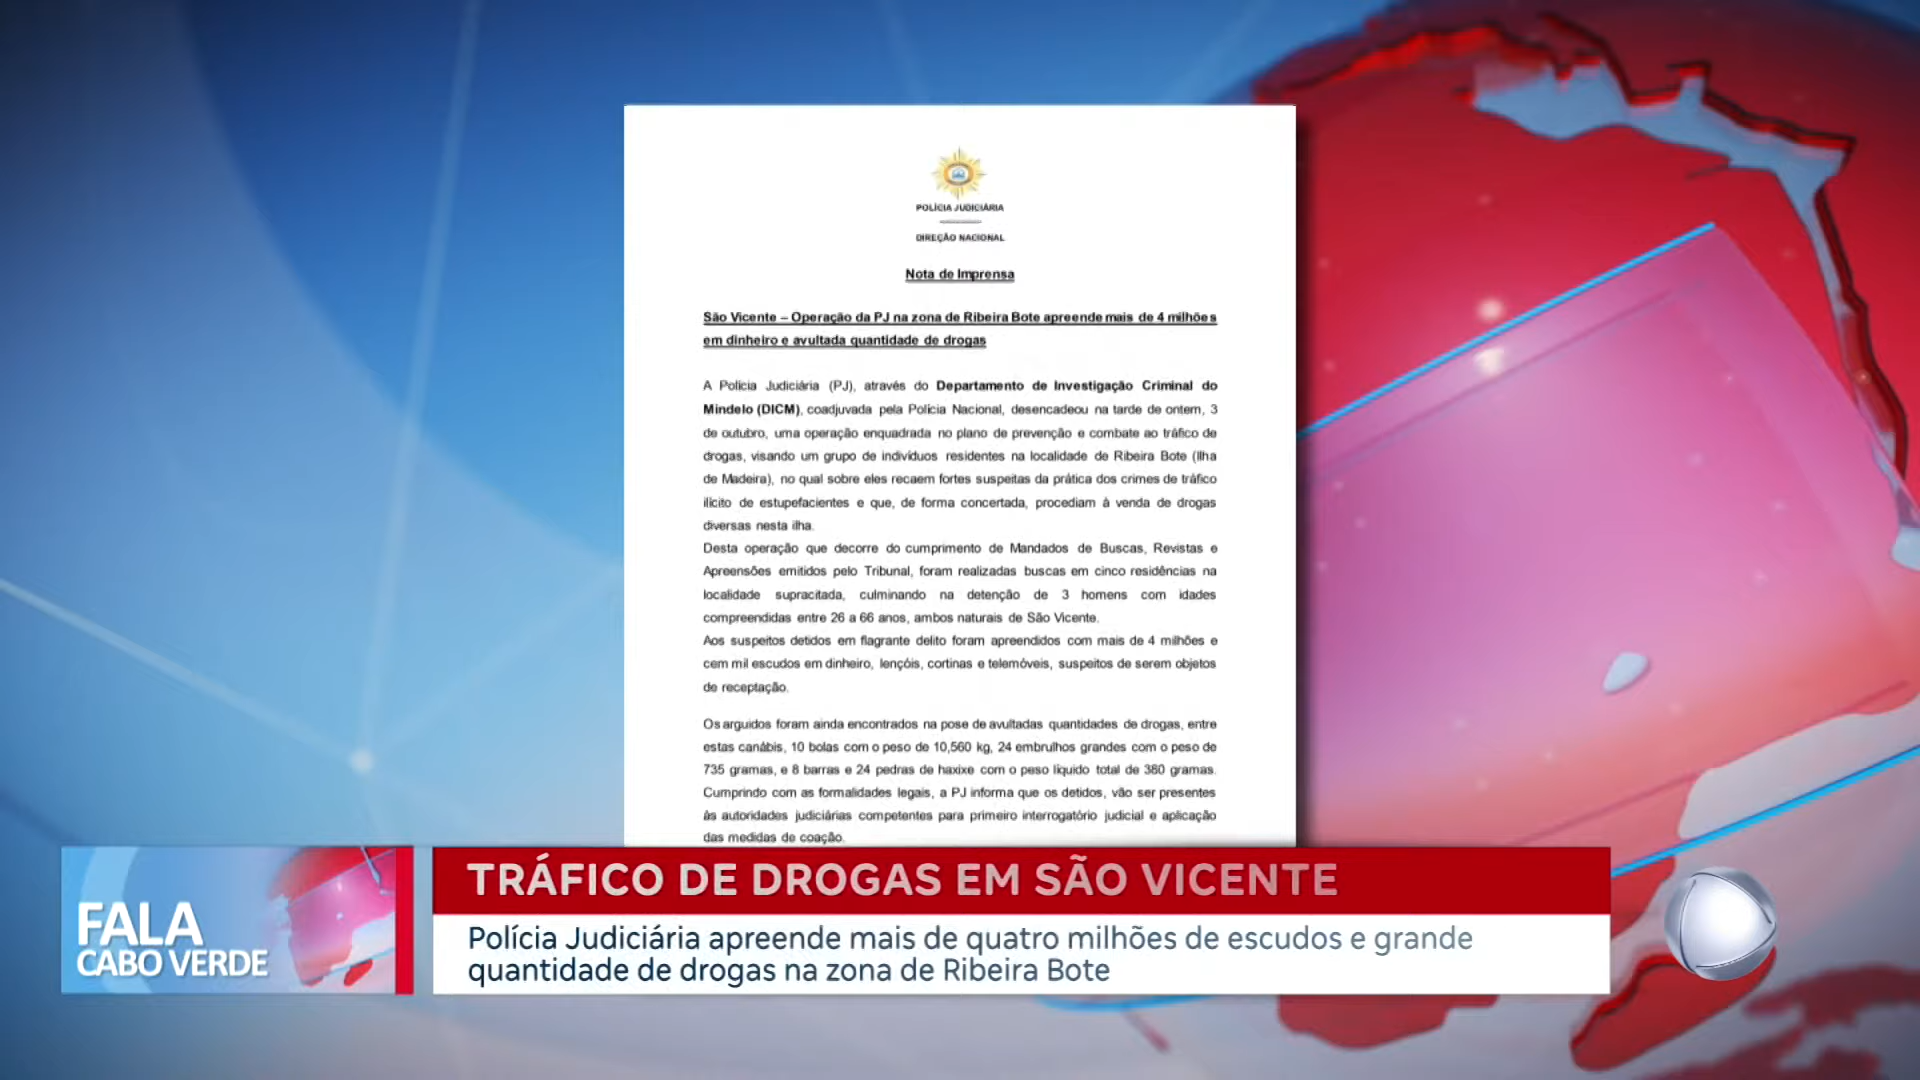 POLÍCIA JUDICIÁRIA
DIREÇÃO NACIONAL
Nota de Imprensa
São Vicente – Operação da PJ na zona de Ribeira Bote apreende mais de 4 milhões
em dinheiro e avultada quantidade de drogas
A Polícia Judiciária (PJ), através do Departamento de Investigação Criminal do
Mindelo (DICM), coadjuvada pela Polícia Nacional, desencadeou na tarde de ontem, 3
de outubro, uma operação enquadrada no plano de prevenção e combate ao tráfico de
drogas, visando um grupo de indivíduos residentes na localidade de Ribeira Bote (Ilha
de Madeira), no qual sobre eles recaem fortes suspeitas da prática dos crimes de tráfico
ilícito de estupefacientes e que, de forma concertada, procediam à venda de drogas
diversas nesta ilha.
Desta operação que decorre do cumprimento de Mandados de Buscas, Revistas e
Apreensões emitidos pelo Tribunal, foram realizadas buscas em cinco residências na
localidade supracitada, culminando na detenção de 3 homens com idades
compreendidas entre 26 a 66 anos, ambos naturais de São Vicente.
Aos suspeitos detidos em flagrante delito foram apreendidos com mais de 4 milhões e
cem mil escudos em dinheiro, lençóis, cortinas e telemóveis, suspeitos de serem objetos
de receptação.
Os arguidos foram ainda encontrados na pose de avultadas quantidades de drogas, entre
estas canábis, 10 bolas com o peso de 10,560 kg, 24 embrulhos grandes com o peso de
735 gramas, e 8 barras e 24 pedras de haxixe com o peso líquido total de 380 gramas.
Cumprindo com as formalidades legais, a PJ informa que os detidos, vão ser presentes
às autoridades judiciárias competentes para primeiro interrogatório judicial e aplicação
das medidas de coação.
TRÁFICO DE DROGAS EM SÃO VICENTE
Polícia Judiciária apreende mais de quatro milhões de escudos e grande
quantidade de drogas na zona de Ribeira Bote
FALA
CABO VERDE